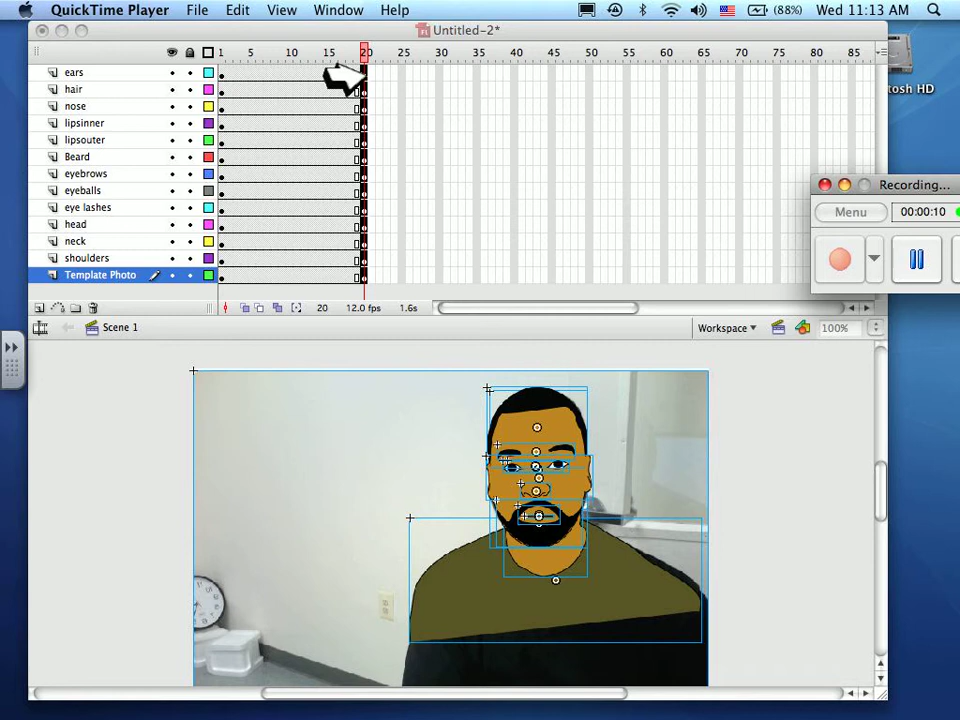 QuickTime Player File Edit View Window Help (88%) Wed 11:13 AM
Untitled-2*
1 5 10 15 20 25 30 35 40 45 50 55 60 65 70 75 80 85
ears
hair
nose
lipsinner
lipsouter
Beard
eyebrows
eyeballs
eye lashes
head
neck
shoulders
Template Photo
20 12.0 fps 1.6s
Scene 1 Workspace 100%
tosh HD
Recording...
Menu 00:00:10